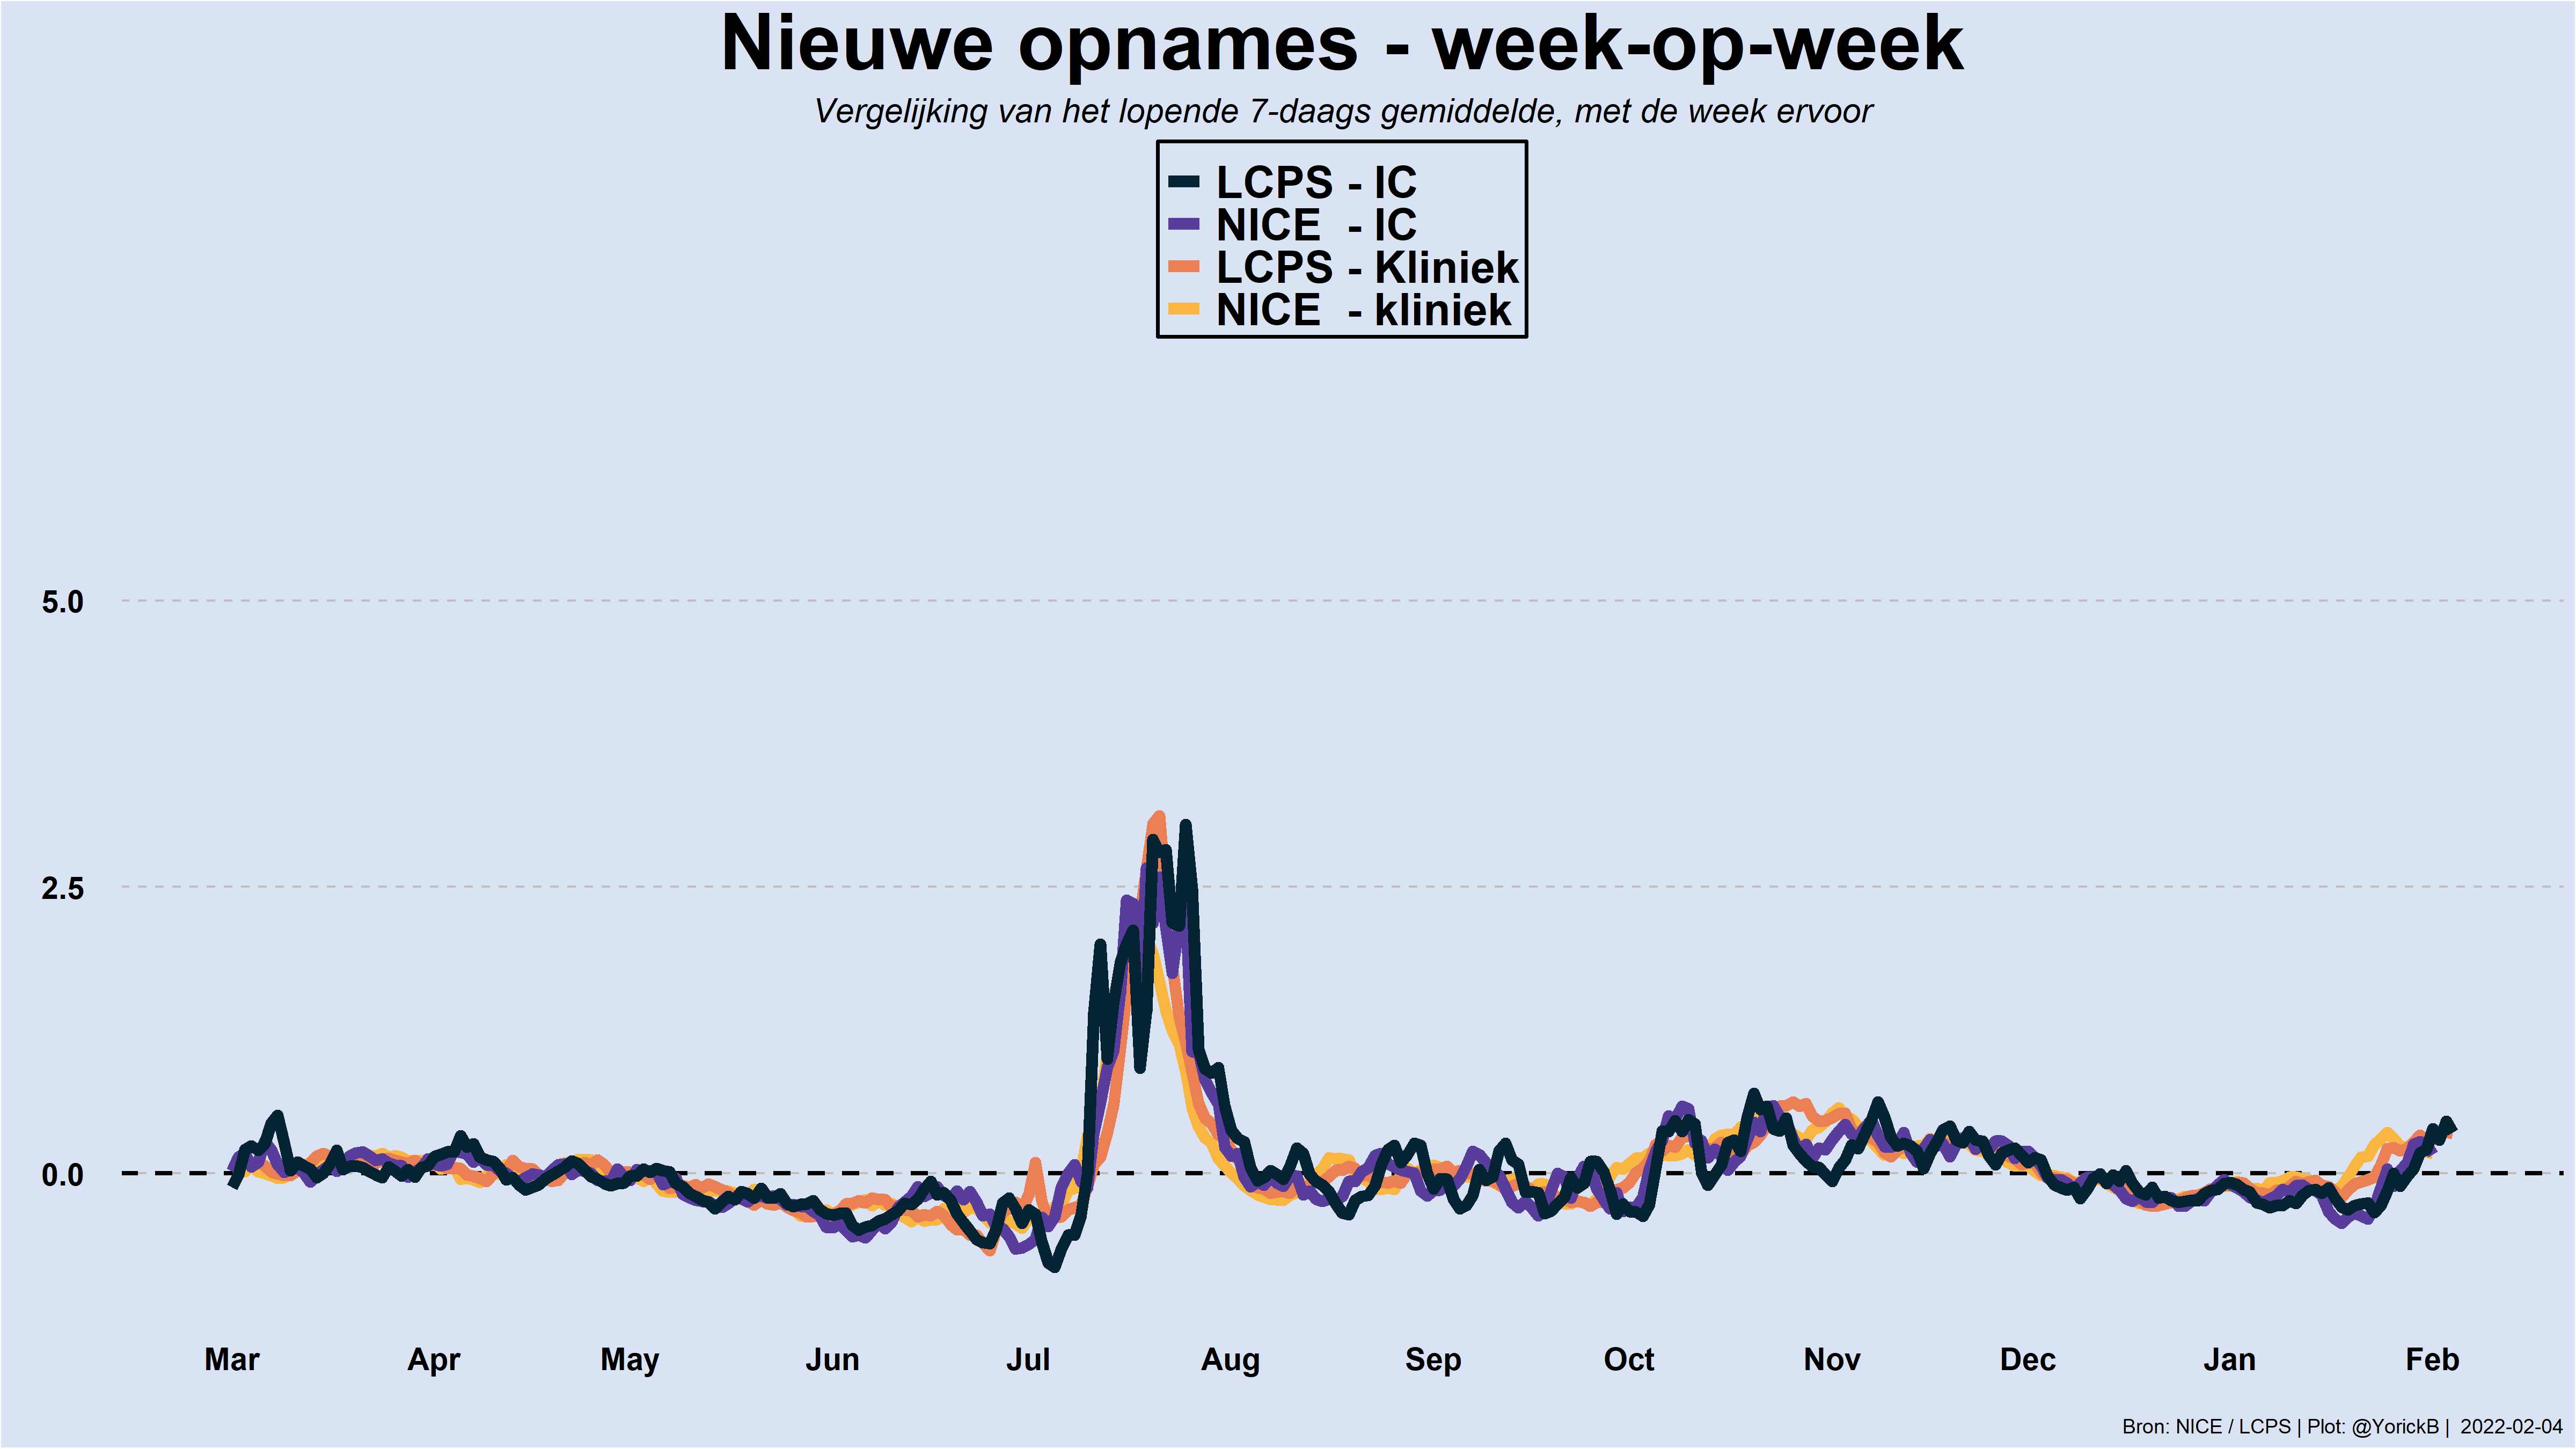 Nieuwe opnames - week-op-week
Vergelijking van het lopende 7-daags gemiddelde, met de week ervoor
LCPS - IC
NICE - IC
LCPS - Kliniek
NICE - kliniek
5.0
2.5
0.0
Mar Apr May Jun Jul Aug Sep Oct Nov Dec Jan Feb
Bron: NICE / LCPS | Plot: @YorickB | 2022-02-04